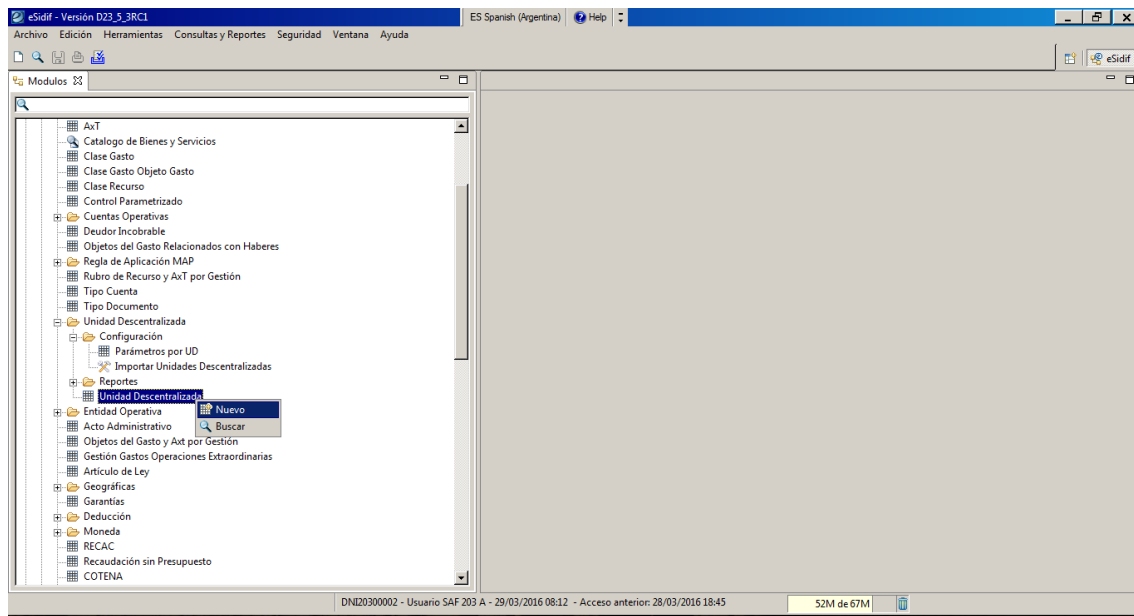 eSidif - Versión D23_5_3RC1
ES Spanish (Argentina) Help
Archivo Edición Herramientas Consultas y Reportes Seguridad Ventana Ayuda
eSidif
Modulos
AxT
Catalogo de Bienes y Servicios
Clase Gasto
Clase Gasto Objeto Gasto
Clase Recurso
Control Parametrizado
Cuentas Operativas
Deudor Incobrable
Objetos del Gasto Relacionados con Haberes
Regla de Aplicación MAP
Rubro de Recurso y AxT por Gestión
Tipo Cuenta
Tipo Documento
Unidad Descentralizada
Configuración
Parámetros por UD
Importar Unidades Descentralizadas
Reportes
Unidad Descentralizada
Nuevo
Buscar
Entidad Operativa
Acto Administrativo
Objetos del Gasto y Axt por Gestión
Gestión Gastos Operaciones Extraordinarias
Artículo de Ley
Geográficas
Garantías
Deducción
Moneda
RECAC
Recaudación sin Presupuesto
COTENA
DNI20300002 - Usuario SAF 203 A - 29/03/2016 08:12 - Acceso anterior: 28/03/2016 18:45
52M de 67M